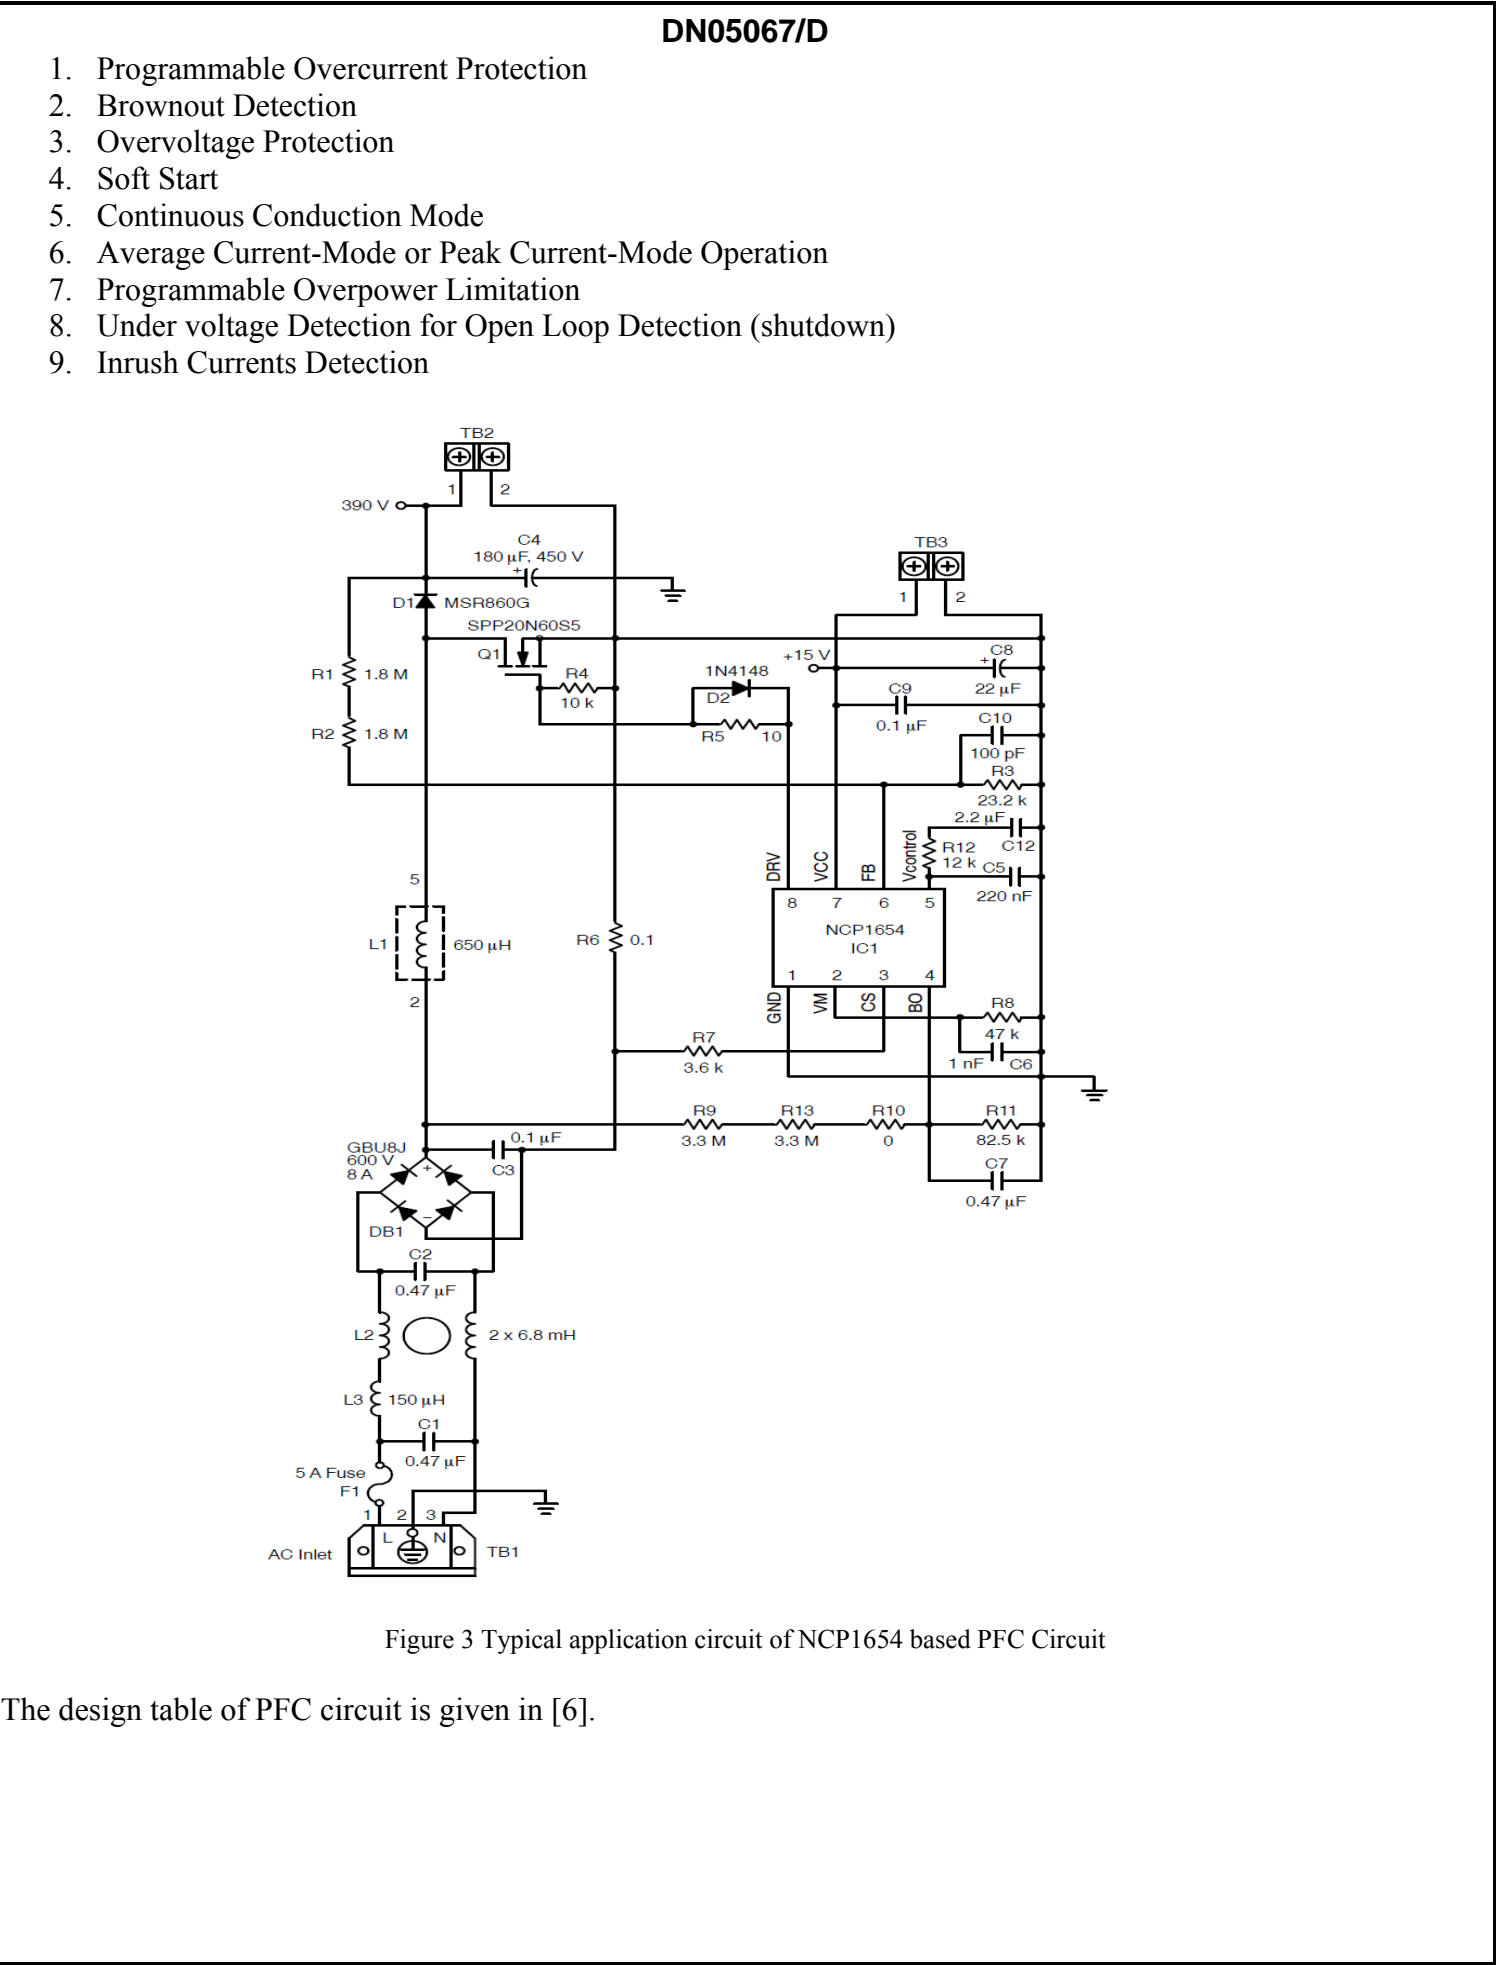 DN05067/D
1. Programmable Overcurrent Protection
2. Brownout Detection
3. Overvoltage Protection
4. Soft Start
5. Continuous Conduction Mode
6. Average Current-Mode or Peak Current-Mode Operation
7. Programmable Overpower Limitation
8. Under voltage Detection for Open Loop Detection (shutdown)
9. Inrush Currents Detection
TB2
1 2
390 V
C4
180 µF, 450 V
+
TB3
1 2
D1 MSR860G
SPP20N60S5
Q1
R4
10 k
R1 1.8 M
R2 1.8 M
1N4148
D2
R5 10
+15 V
C8
+
22 µF
C9
0.1 µF
C10
100 pF
R3
23.2 k
2.2 µF
C12
R12
12 k
C5
220 nF
DRV
VCC
FB
Vcontrol
8 7 6 5
NCP1654
IC1
1 2 3 4
GND
VM
CS
BO
5
L1 650 µH
2
R6 0.1
R8
47 k
1 nF C6
R7
3.6 k
R9
3.3 M
R13
3.3 M
R10
0
R11
82.5 k
C7
0.47 µF
GBU8J
600 V
8 A
0.1 µF
C3
+
−
DB1
C2
0.47 µF
L2 2 x 6.8 mH
L3 150 µH
C1
0.47 µF
5 A Fuse
F1
1 2 3
L N
AC Inlet TB1
Figure 3 Typical application circuit of NCP1654 based PFC Circuit
The design table of PFC circuit is given in [6].